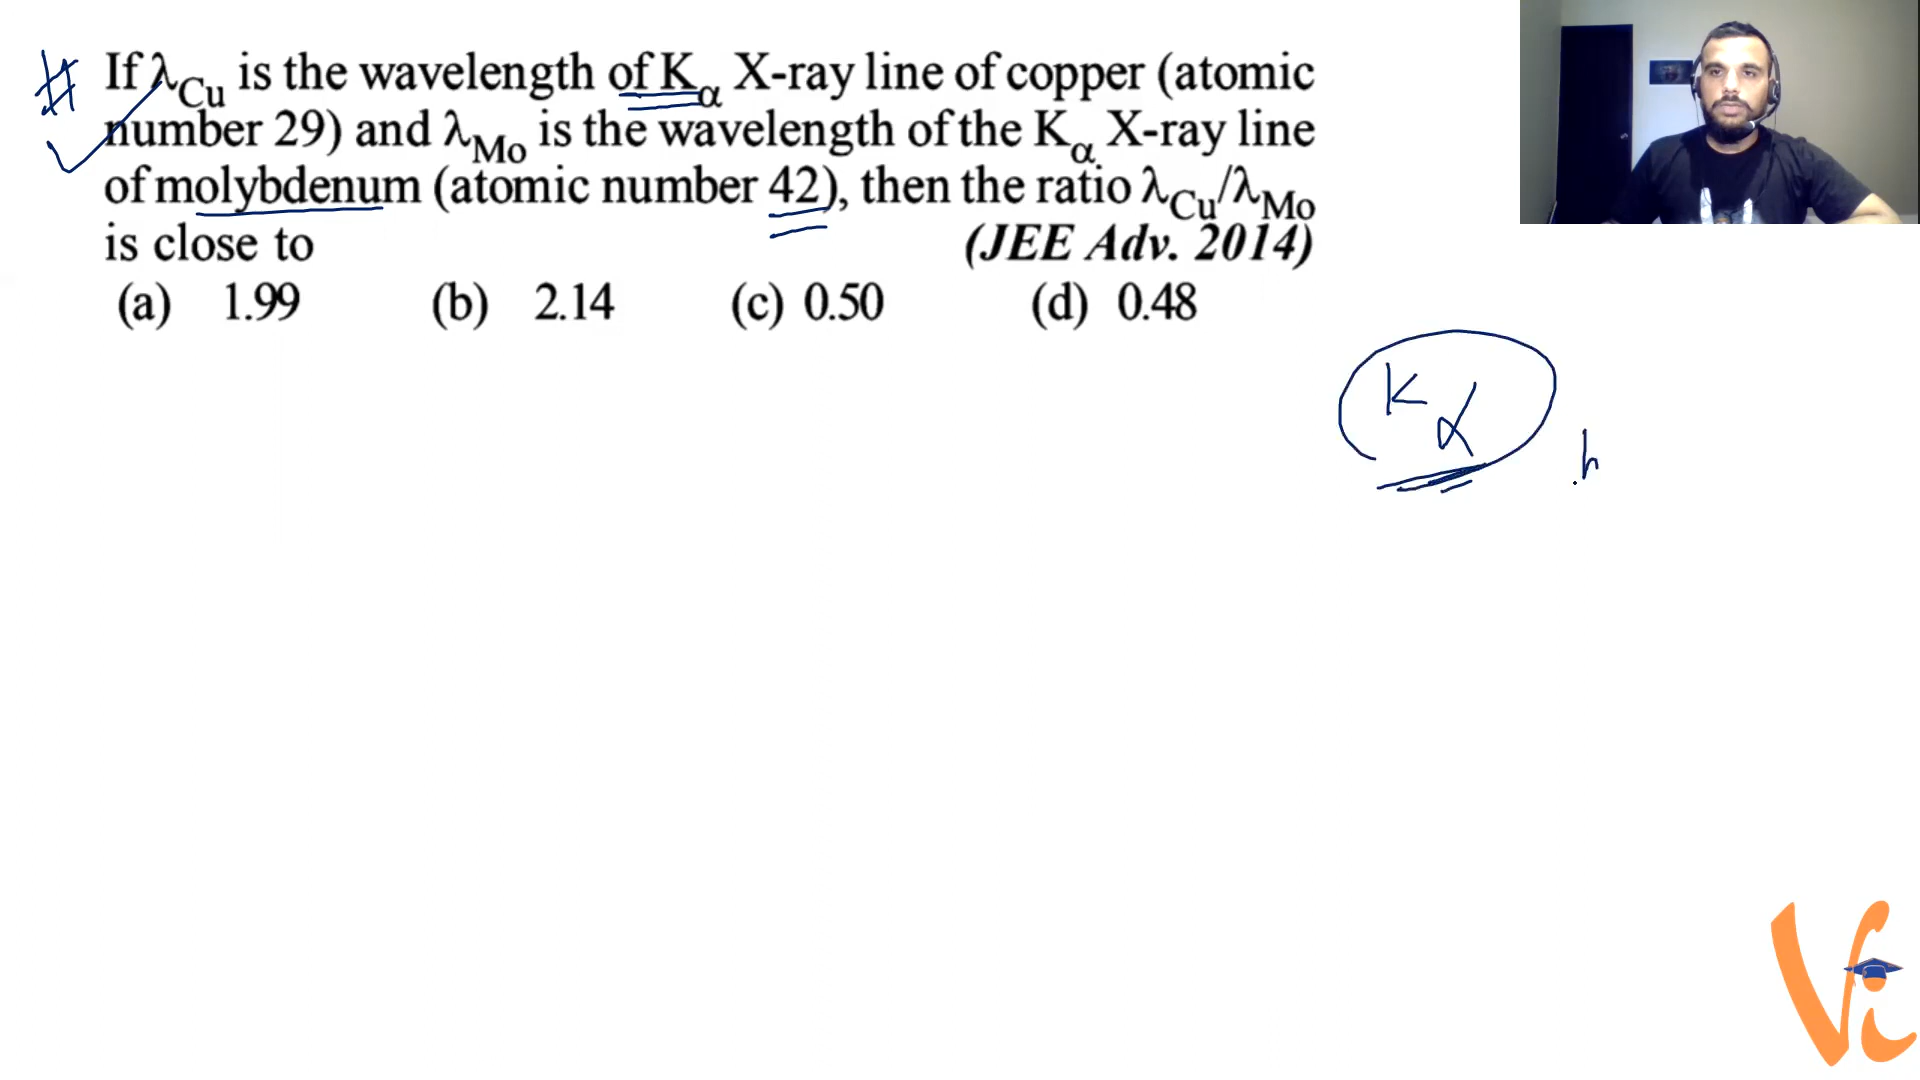 # If λCu is the wavelength of Kα X-ray line of copper (atomic
number 29) and λMo is the wavelength of the Kα X-ray line
of molybdenum (atomic number 42), then the ratio λCu/λMo
is close to (JEE Adv. 2014)
(a) 1.99 (b) 2.14 (c) 0.50 (d) 0.48
Kα
h
Vi